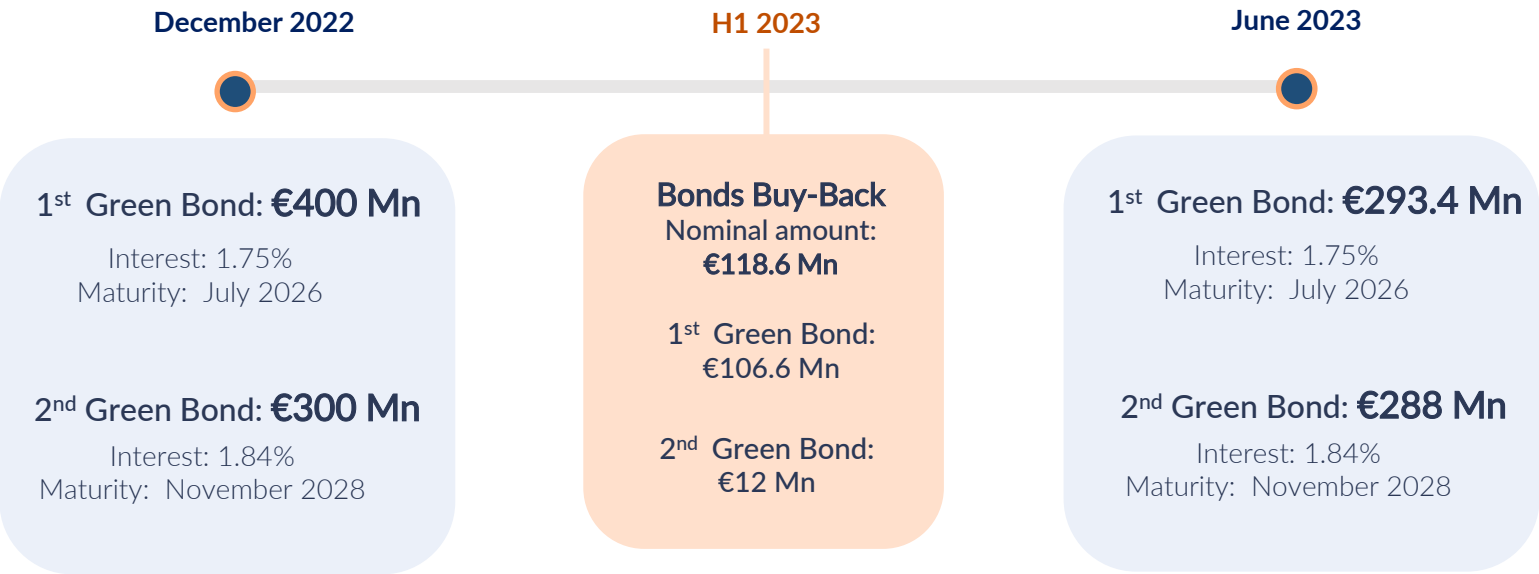 December 2022
1st Green Bond: €400 Mn
Interest: 1.75%
Maturity: July 2026
2nd Green Bond: €300 Mn
Interest: 1.84%
Maturity: November 2028
H1 2023
Bonds Buy-Back
Nominal amount:
€118.6 Mn
1st Green Bond:
€106.6 Mn
2nd Green Bond:
€12 Mn
June 2023
1st Green Bond: €293.4 Mn
Interest: 1.75%
Maturity: July 2026
2nd Green Bond: €288 Mn
Interest: 1.84%
Maturity: November 2028